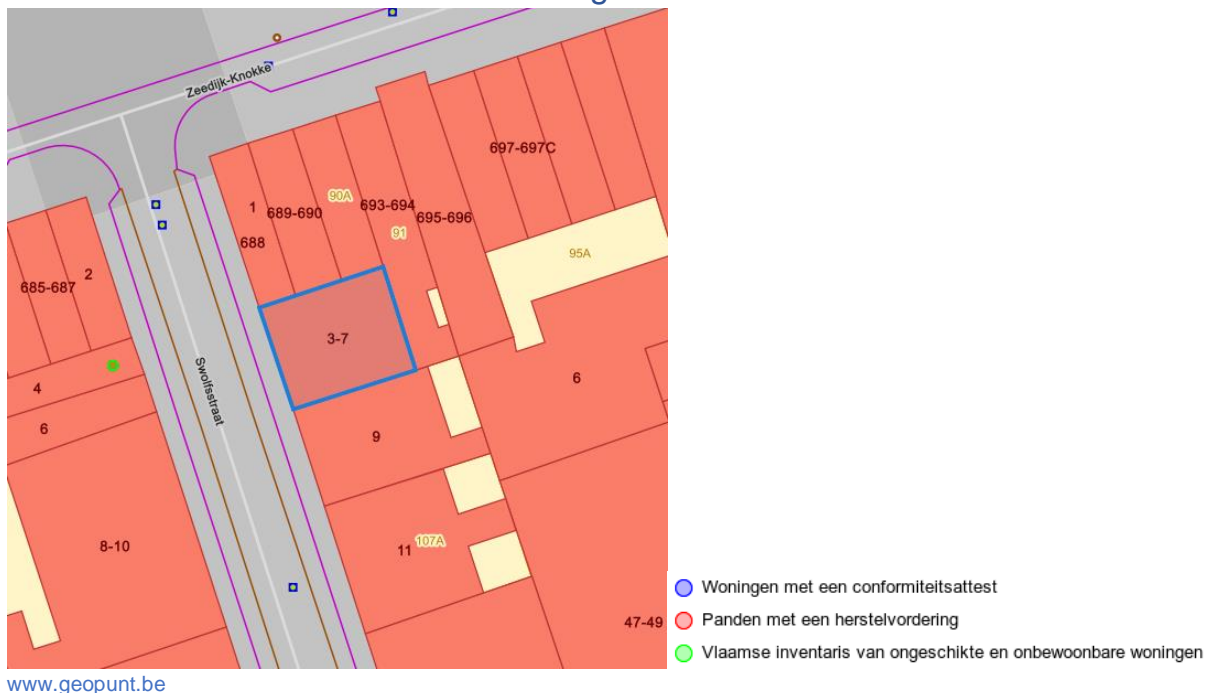 Zeedijk-Knokke
697-697C
90A
1
689-690
693-694
695-696
688
91
95A
2
685-687
3-7
Swolfsstraat
4
6
6
9
8-10
11
107A
47-49
Woningen met een conformiteitsattest
Panden met een herstelvordering
Vlaamse inventaris van ongeschikte en onbewoonbare woningen
www.geopunt.be